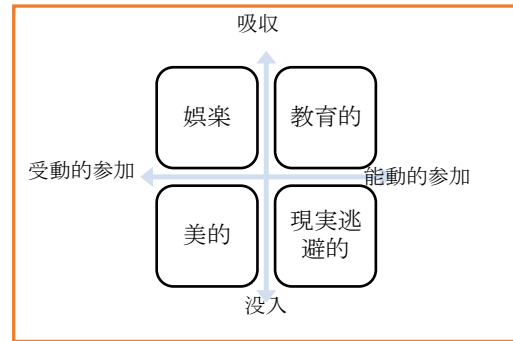 吸収
娯楽
教育的
受動的参加
能動的参加
美的
現実逃
避的
没入